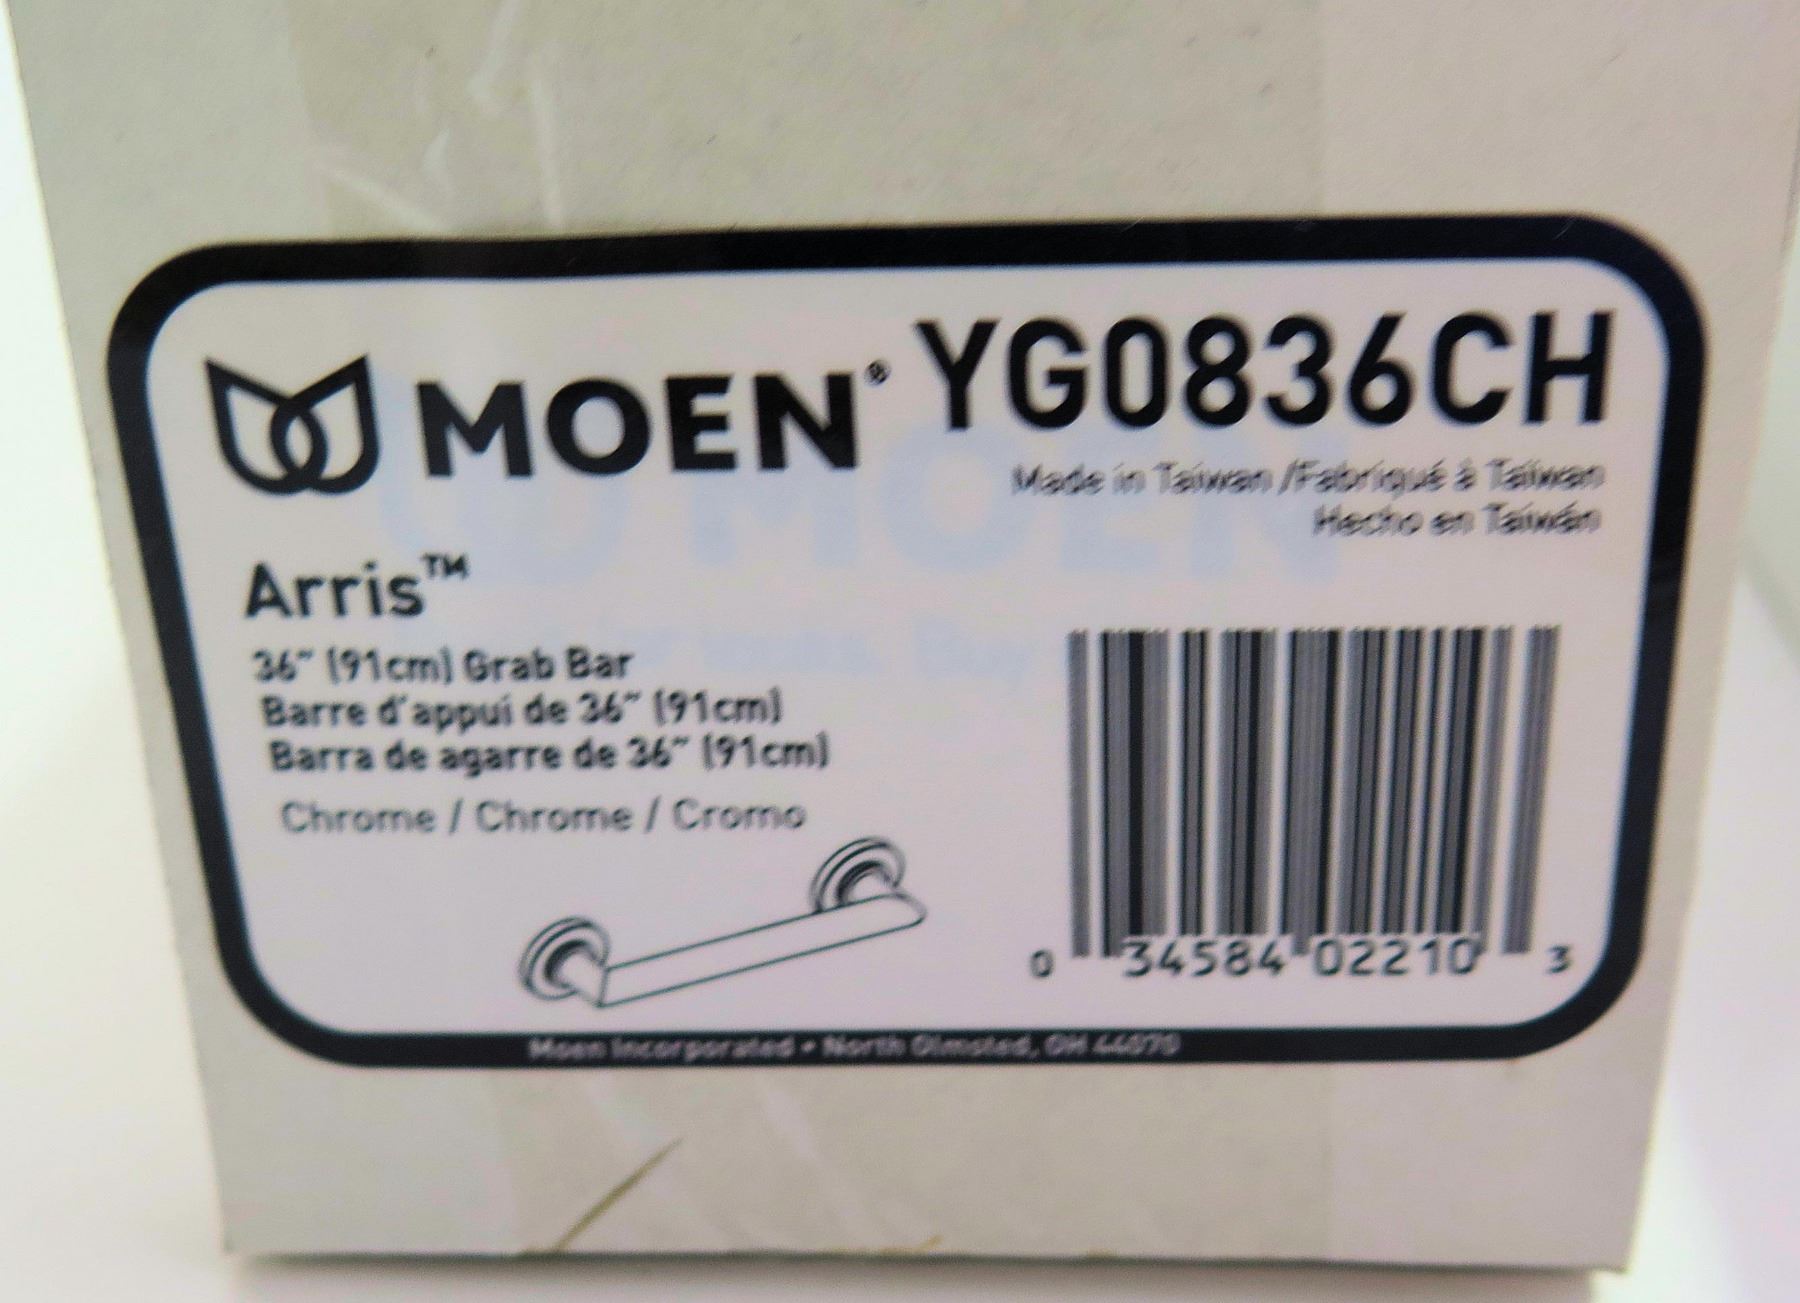 MOEN®
YG0836CH
Made in Taiwan / Fabriqué à Taïwan
Hecho en Taiwán
Arris™
36" (91cm) Grab Bar
Barre d'appui de 36" (91cm)
Barra de agarre de 36" (91cm)
Chrome / Chrome / Cromo
0 34584 02210 3
Moen Incorporated • North Olmsted, OH 44070
MOEN